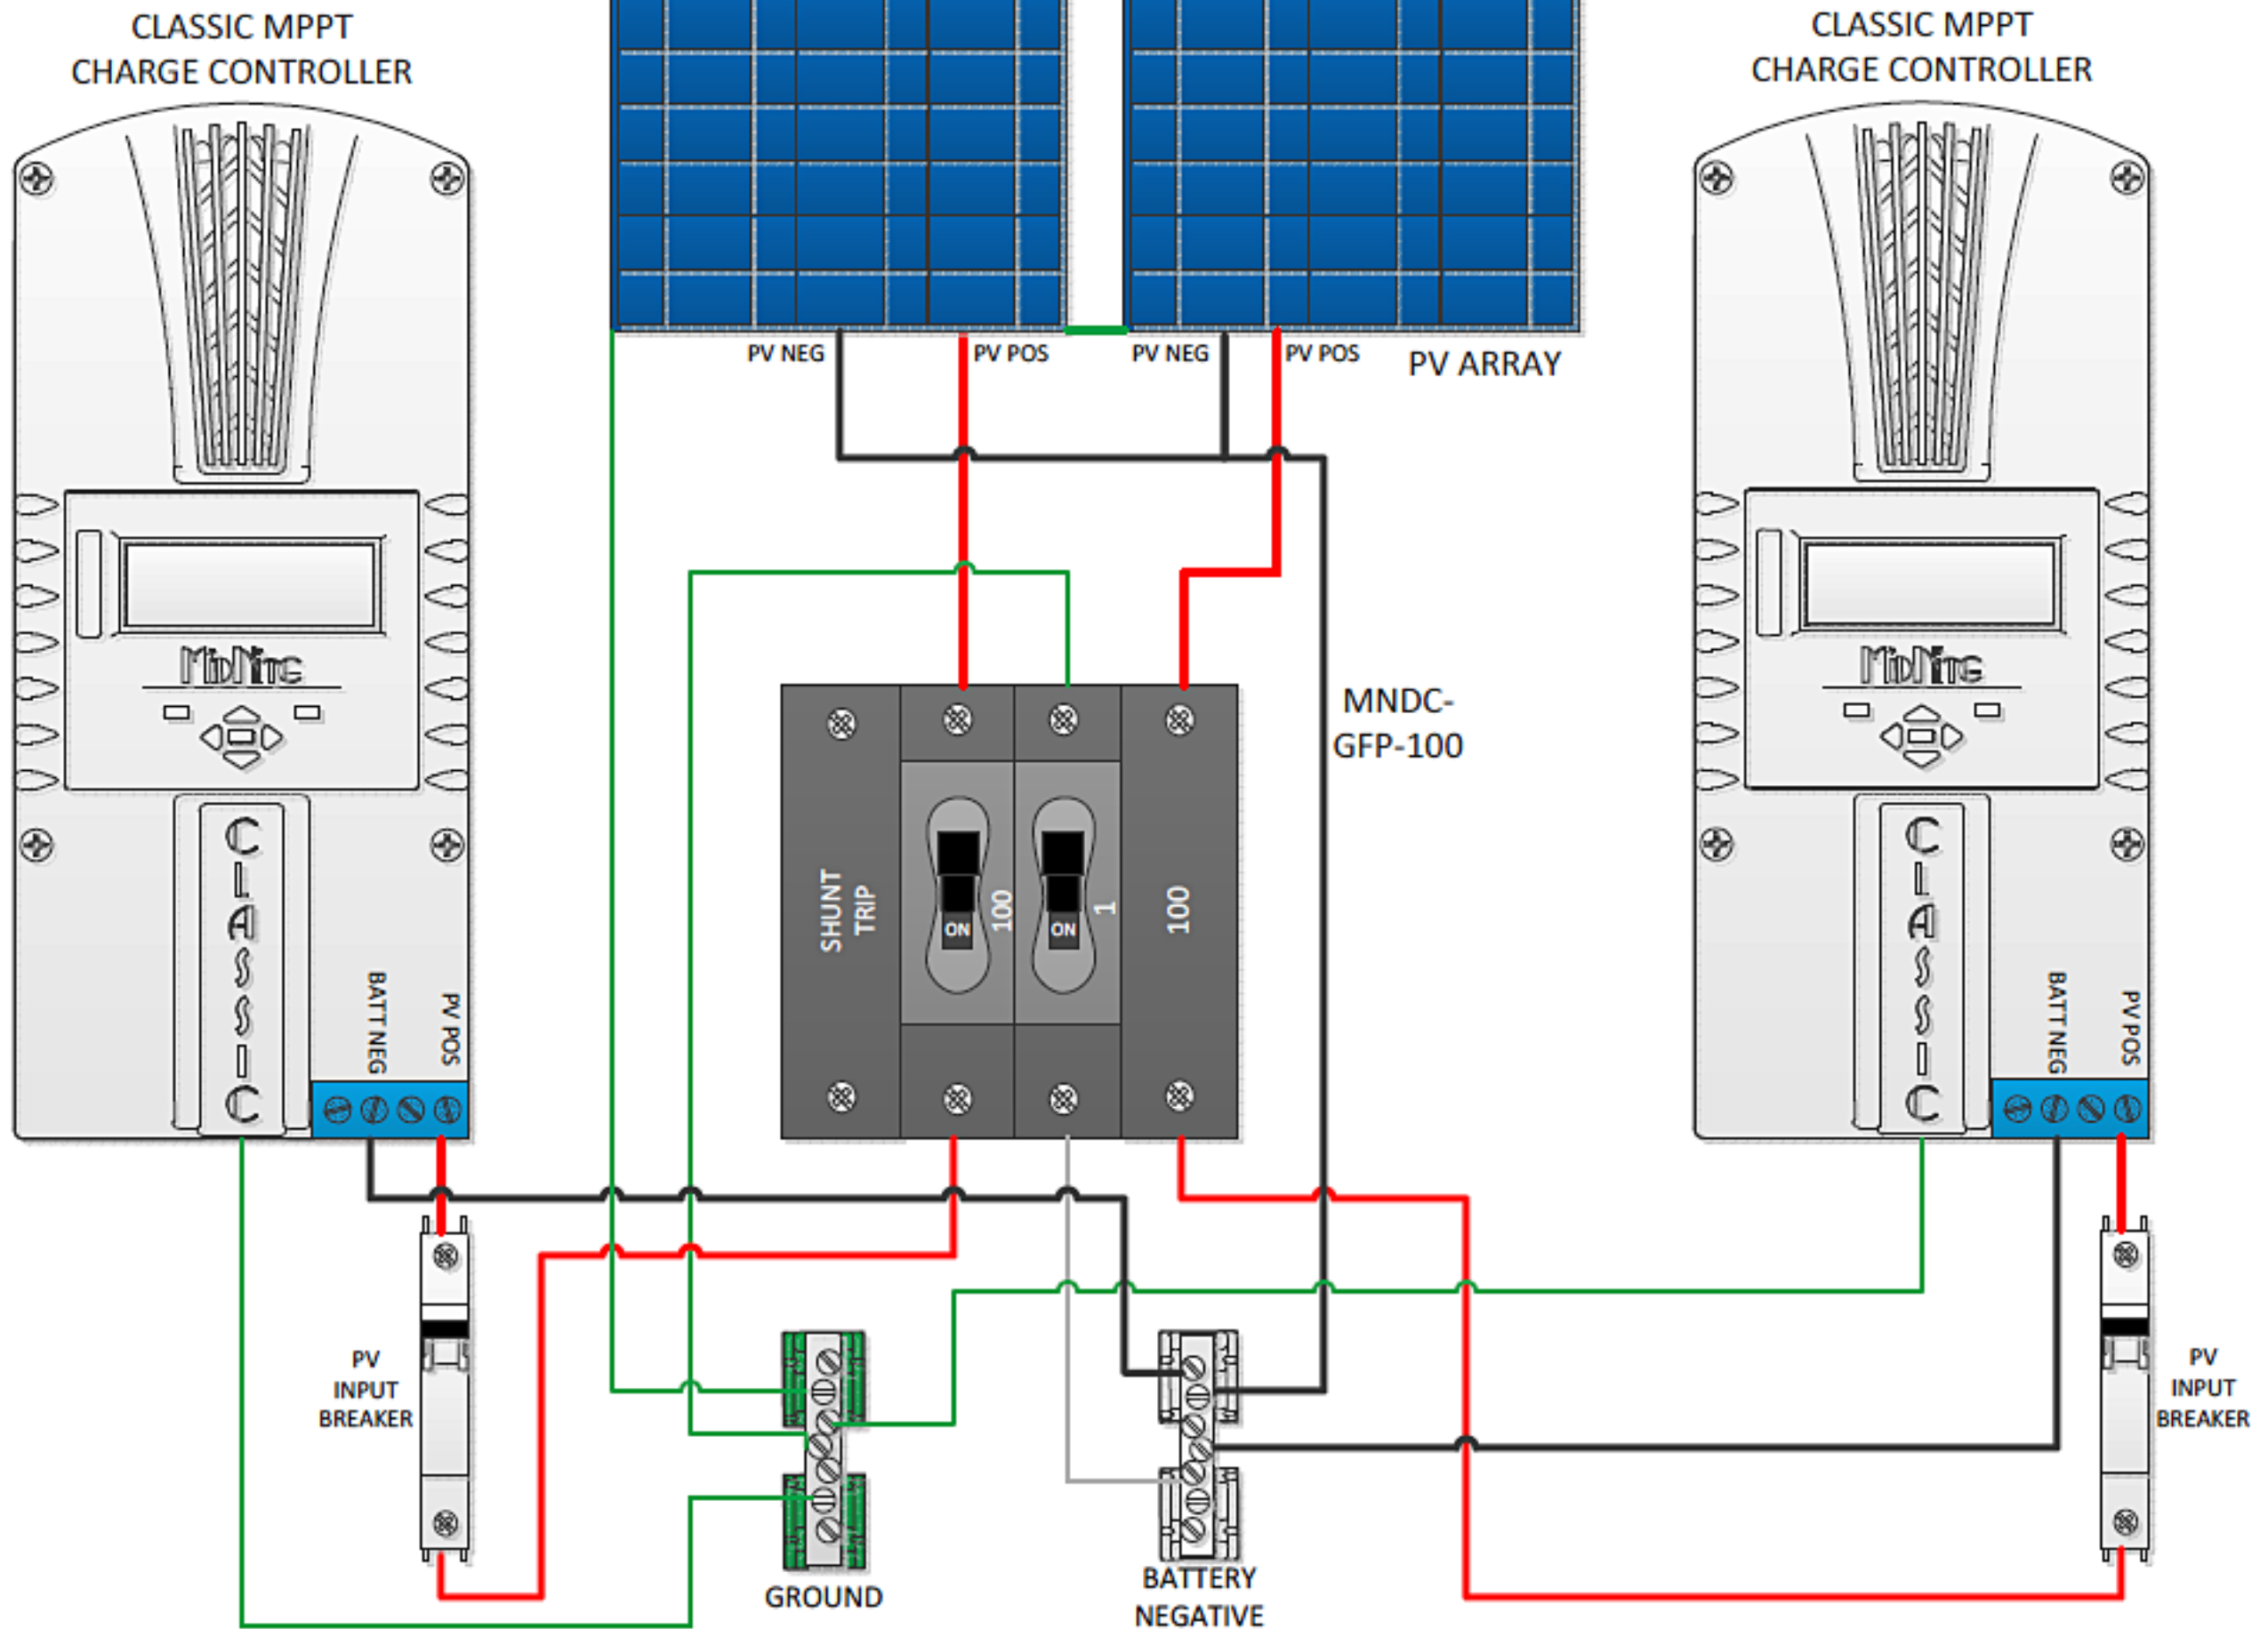 CLASSIC MPPT
CHARGE CONTROLLER
CLASSIC MPPT
CHARGE CONTROLLER
PV NEG
PV POS
PV NEG
PV POS
PV ARRAY
MIDNITE
MIDNITE
MNDC-
GFP-100
SHUNT
TRIP
100
ON
1
ON
100
CLASSIC
BATT NEG
PV POS
CLASSIC
BATT NEG
PV POS
PV
INPUT
BREAKER
PV
INPUT
BREAKER
GROUND
BATTERY
NEGATIVE